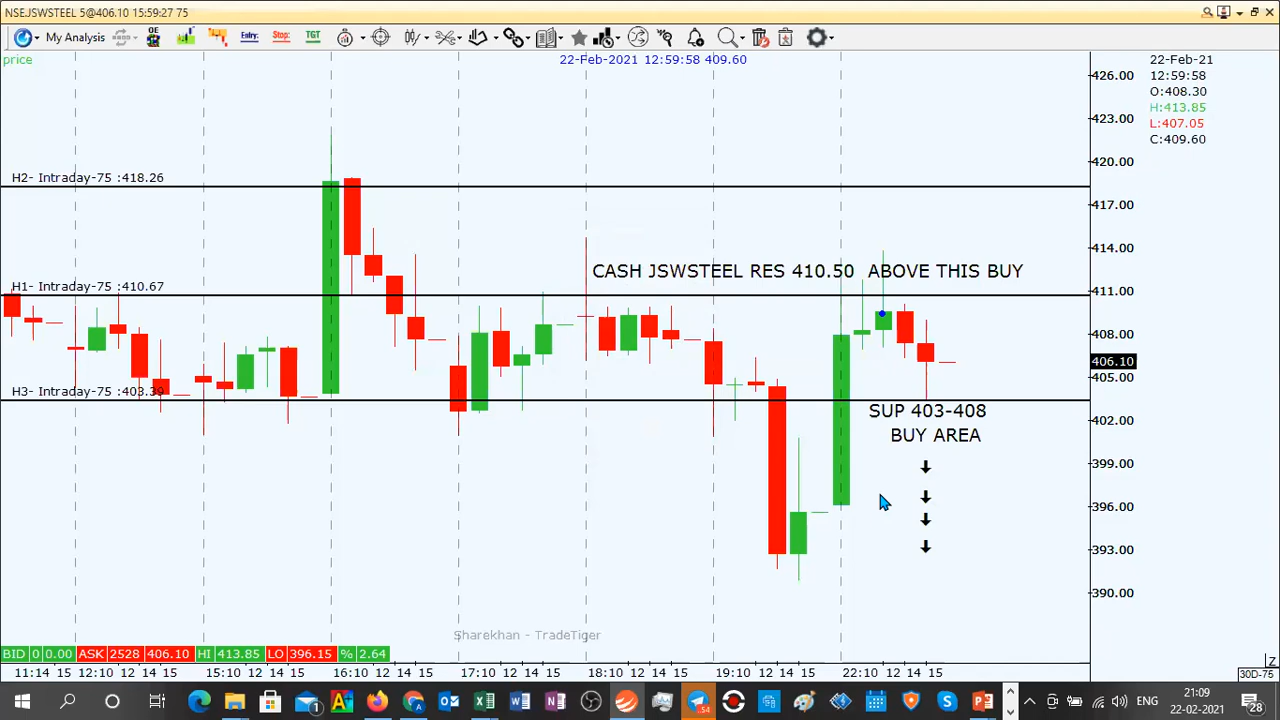 NSEJSWSTEEL 5@406.10 15:59:27 75
My Analysis
OE
Entry:
Stop:
TGT
price
22-Feb-2021 12:59:58 409.60
22-Feb-21
12:59:58
O:408.30
H:413.85
L:407.05
C:409.60
426.00
423.00
420.00
417.00
414.00
411.00
408.00
406.10
405.00
402.00
399.00
396.00
393.00
390.00
H2- Intraday-75 :418.26
CASH JSWSTEEL RES 410.50 ABOVE THIS BUY
H1- Intraday-75 :410.67
H3- Intraday-75 :403.39
SUP 403-408
BUY AREA
Sharekhan - TradeTiger
BID 0 0.00 ASK 2528 406.10 HI 413.85 LO 396.15 % 2.64
11:14 14 15 12:10 12 14 15 15:10 12 14 15 16:10 12 14 15 17:10 12 14 15 18:10 12 14 15 19:10 12 14 15 22:10 12 14 15
Z
30D-75
54
ENG
21:09
22-02-2021
28